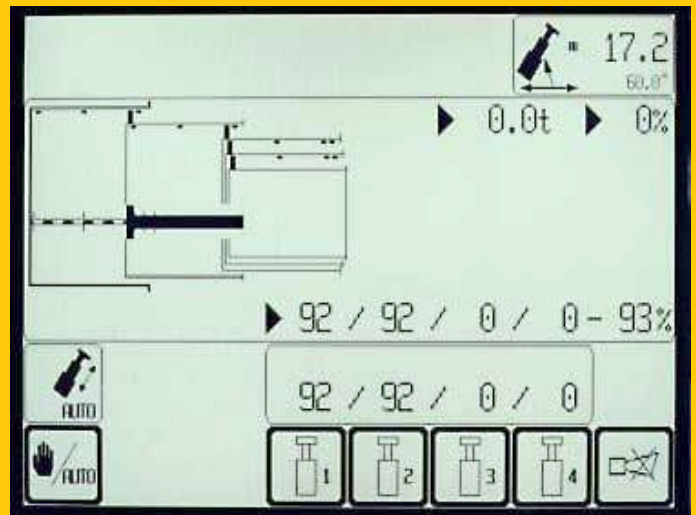 m 17.2
60.0°
0.0t 0%
92 / 92 / 0 / 0 - 93%
AUTO 92 / 92 / 0 / 0
/AUTO 1 2 3 4